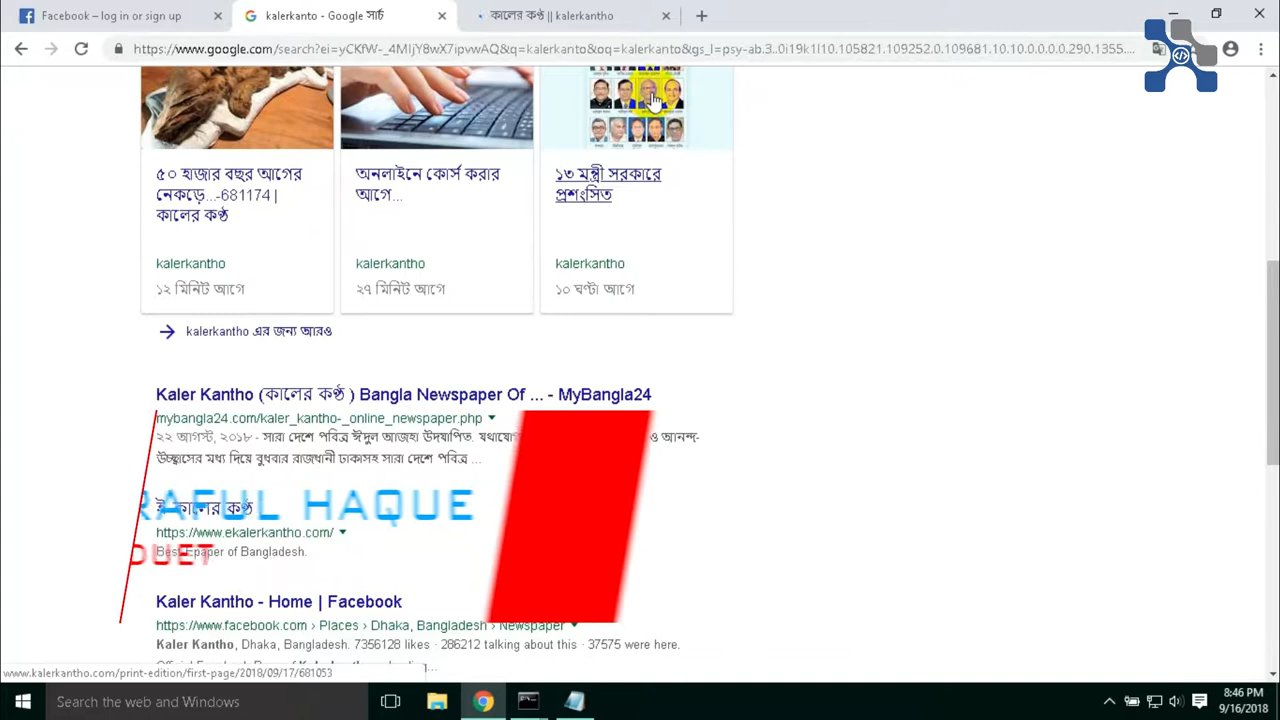 Facebook – log in or sign up
kalerkanto - Google সার্চ
কালের কণ্ঠ || kalerkantho
https://www.google.com/search?ei=yCKfW-_4MIjY8wX7ipvwAQ&q=kalerkanto&oq=kalerkanto&gs_l=psy-ab.3..0i19k1l10.105821.109252.0.109681.10.10.0.0.0.0.290.1355....
৫০ হাজার বছর আগের
নেকড়ে...-681174 |
কালের কণ্ঠ
kalerkantho
১২ মিনিট আগে
অনলাইনে কোর্স করার
আগে...
kalerkantho
২৭ মিনিট আগে
১৩ মন্ত্রী সরকারে
প্রশংসিত
kalerkantho
১০ ঘণ্টা আগে
kalerkantho এর জন্য আরও
Kaler Kantho (কালের কণ্ঠ ) Bangla Newspaper Of ... - MyBangla24
mybangla24.com/kaler_kantho-_online_newspaper.php
২২ আগস্ট, ২০১৮ - সারা দেশে পবিত্র ঈদুল আজহা উদযাপিত. ও আনন্দ-
উচ্ছ্বাসের মধ্য দিয়ে বুধবার রাজধানী ঢাকাসহ সারা দেশে পবিত্র ...
RAFUL HAQUE
ই-কালের কণ্ঠ
https://www.ekalerkantho.com/
DUET
Best Epaper of Bangladesh.
Kaler Kantho - Home | Facebook
https://www.facebook.com › Places › Dhaka, Bangladesh › Newspaper
Kaler Kantho, Dhaka, Bangladesh. 7356128 likes · 286212 talking about this · 37575 were here.
www.kalerkantho.com/print-edition/first-page/2018/09/17/681053
Search the web and Windows
8:46 PM
9/16/2018